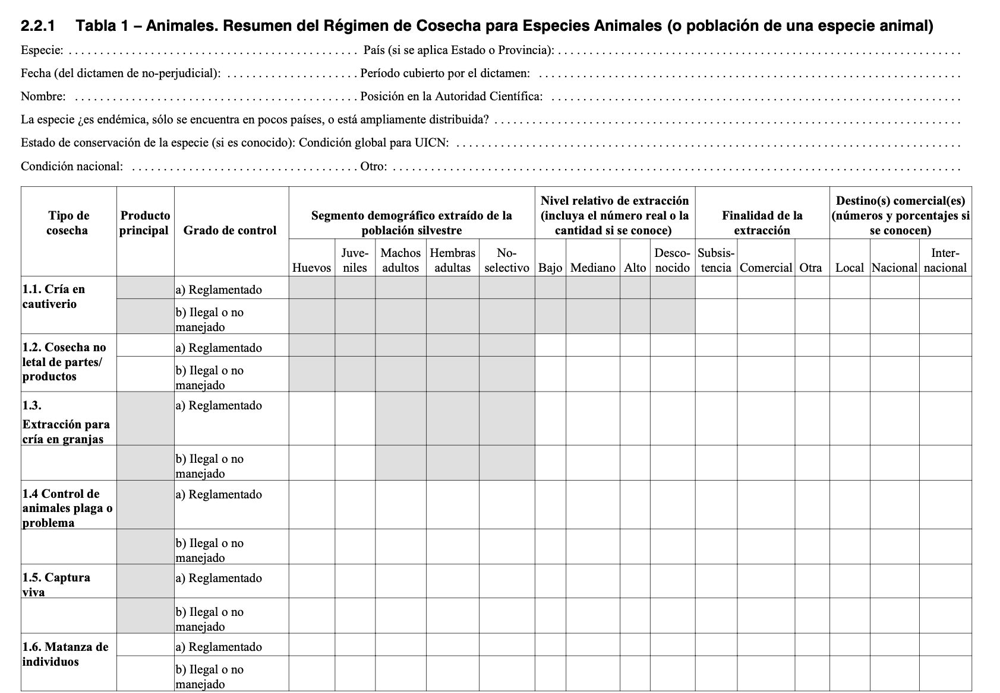 2.2.1 Tabla 1 – Animales. Resumen del Régimen de Cosecha para Especies Animales (o población de una especie animal)
Especie: . . . . . . . . . . . . . . . . . . . . . . . . . . . . . . País (si se aplica Estado o Provincia): . . . . . . . . . . . . . . . . . . . . . . . . . . . . . .
Fecha (del dictamen de no-perjudicial): . . . . . . . . . . . . . . . . . . . . . Período cubierto por el dictamen: . . . . . . . . . . . . . . . . . . . . . . . . . . . . . .
Nombre: . . . . . . . . . . . . . . . . . . . . . . . . . . . . . . Posición en la Autoridad Científica: . . . . . . . . . . . . . . . . . . . . . . . . . . . . . .
La especie ¿es endémica, sólo se encuentra en pocos países, o está ampliamente distribuida? . . . . . . . . . . . . . . . . . . . . . . . . . . . . . .
Estado de conservación de la especie (si es conocido): Condición global para UICN: . . . . . . . . . . . . . . . . . . . . . . . . . . . . . .
Condición nacional: . . . . . . . . . . . . . . . . . . . . . . . . . . . . . . Otro: . . . . . . . . . . . . . . . . . . . . . . . . . . . . . .
Tipo de
cosecha
Producto
principal
Grado de control
Segmento demográfico extraído de la
población silvestre
Nivel relativo de extracción
(incluya el número real o la
cantidad si se conoce)
Finalidad de la
extracción
Destino(s) comercial(es)
(números y porcentajes si
se conocen)
Huevos
Juve-
niles
Machos
adultos
Hembras
adultas
No-
selectivo
Bajo
Mediano
Alto
Desco-
nocido
Subsis-
tencia
Comercial
Otra
Local
Nacional
Inter-
nacional
1.1. Cría en
cautiverio
a) Reglamentado
b) Ilegal o no
manejado
1.2. Cosecha no
letal de partes/
productos
a) Reglamentado
b) Ilegal o no
manejado
1.3.
Extracción para
cría en granjas
a) Reglamentado
b) Ilegal o no
manejado
1.4 Control de
animales plaga o
problema
a) Reglamentado
b) Ilegal o no
manejado
1.5. Captura
viva
a) Reglamentado
b) Ilegal o no
manejado
1.6. Matanza de
individuos
a) Reglamentado
b) Ilegal o no
manejado